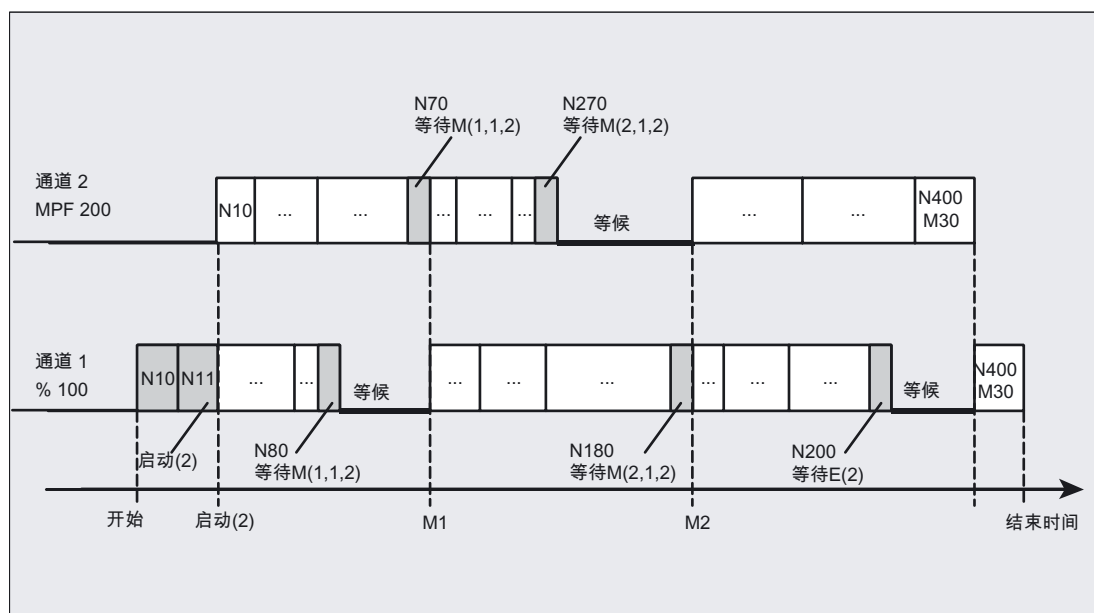 N70
等待M(1,1,2)
N270
等待M(2,1,2)
通道 2
MPF 200
N10
...
...
...
...
...
等候
...
...
N400
M30
通道 1
% 100
N10
N11
...
...
等候
...
...
...
...
...
...
等候
N400
M30
启动(2)
N80
等待M(1,1,2)
N180
等待M(2,1,2)
N200
等待E(2)
开始
启动(2)
M1
M2
结束时间